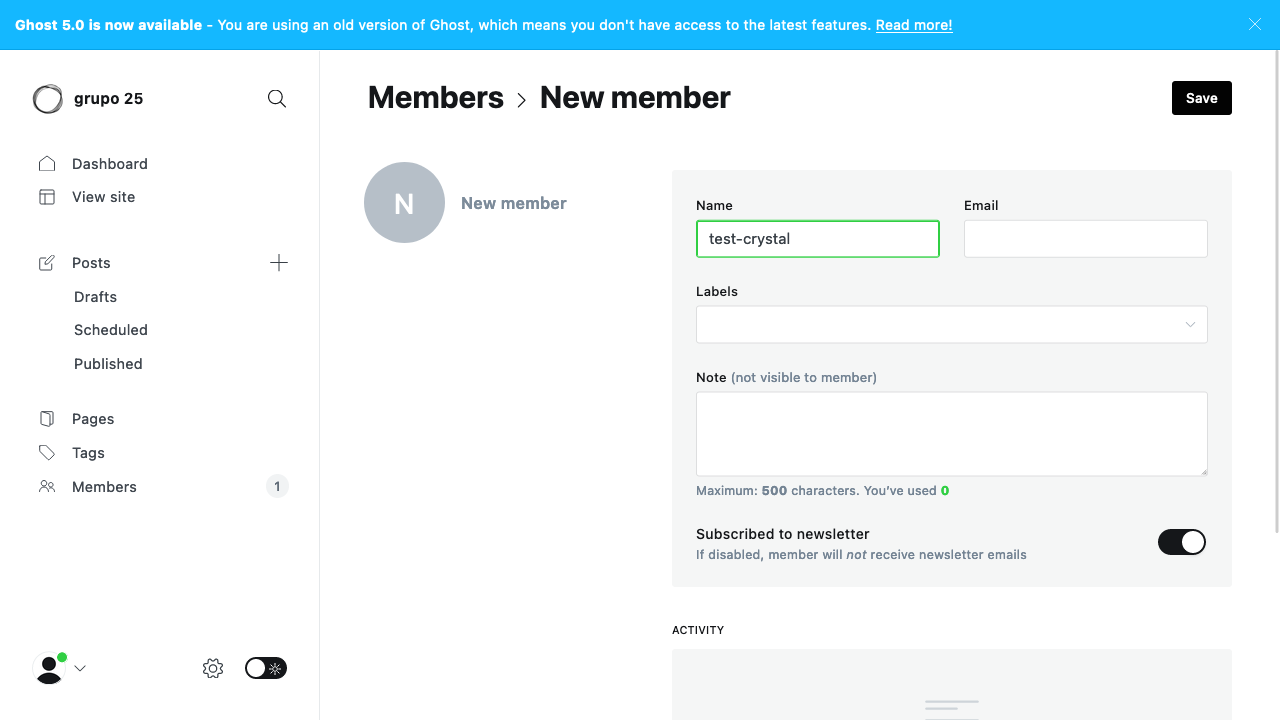 Ghost 5.0 is now available - You are using an old version of Ghost, which means you don't have access to the latest features. Read more!
grupo 25
Members > New member
Save
Dashboard
View site
N
New member
Name
Email
test-crystal
Labels
Posts
Drafts
Scheduled
Published
Note (not visible to member)
Pages
Tags
Members
1
Maximum: 500 characters. You've used 0
Subscribed to newsletter
If disabled, member will not receive newsletter emails
ACTIVITY